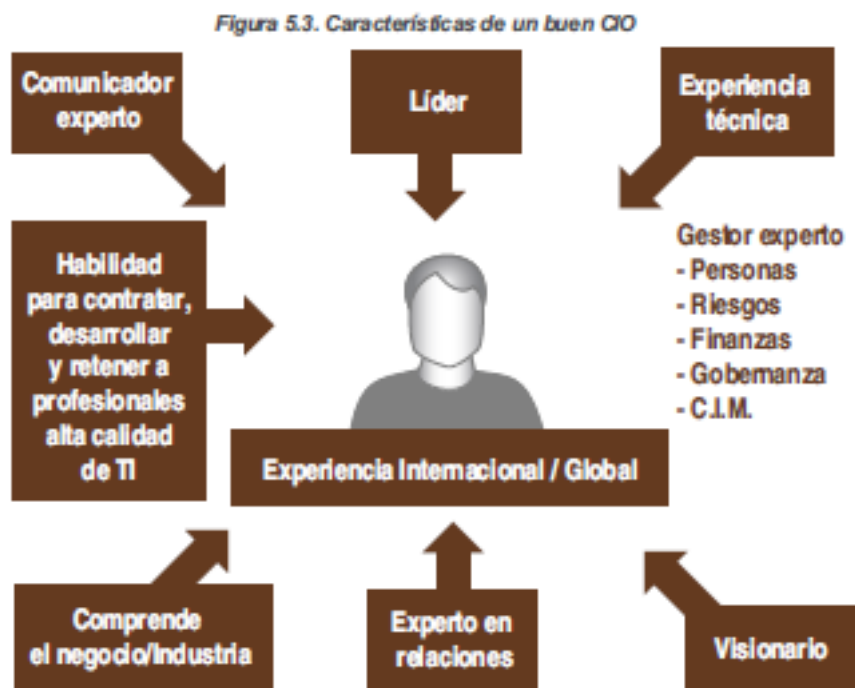 Figura 5.3. Características de un buen CIO
Comunicador
experto
Líder
Experiencia
técnica
Habilidad
para contratar,
desarrollar
y retener a
profesionales
alta calidad
de TI
Gestor experto
- Personas
- Riesgos
- Finanzas
- Gobernanza
- C.I.M.
Experiencia Internacional / Global
Comprende
el negocio/Industria
Experto en
relaciones
Visionario